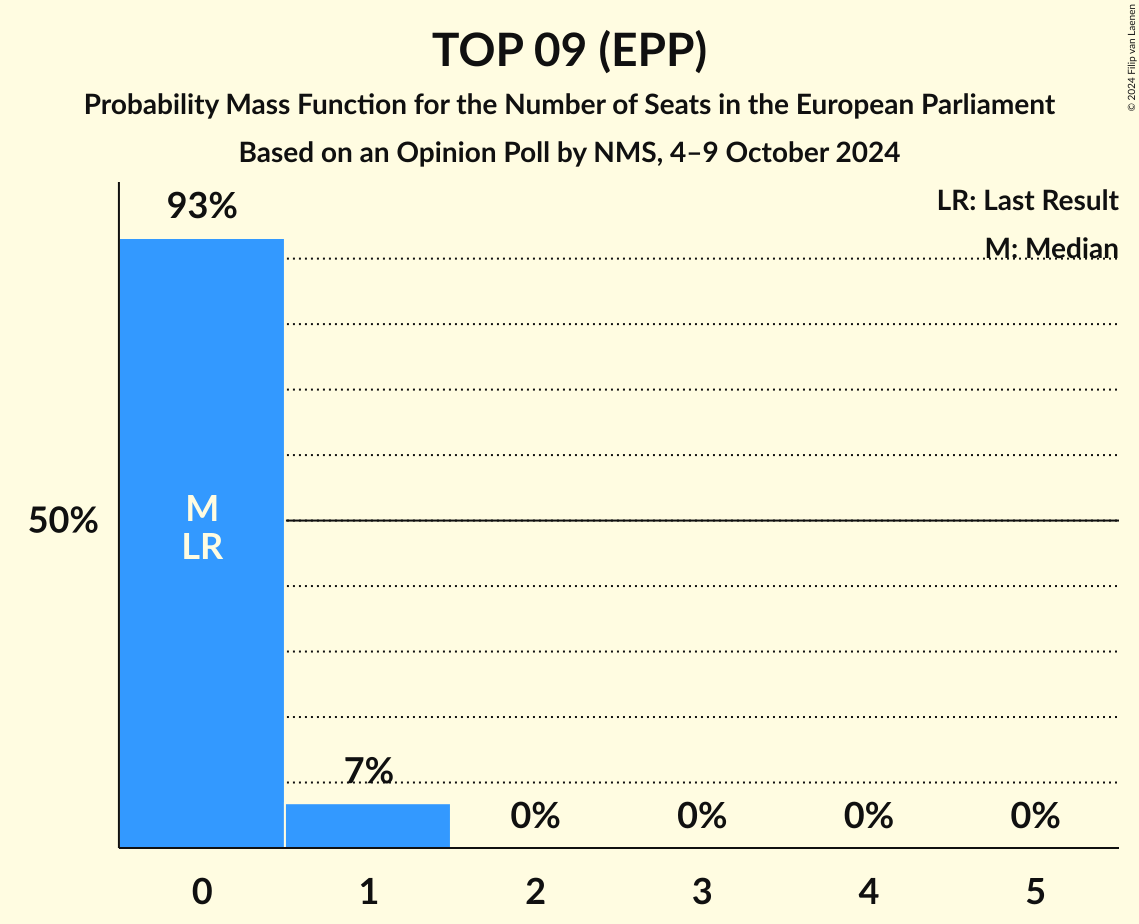 TOP 09 (EPP)
Probability Mass Function for the Number of Seats in the European Parliament
Based on an Opinion Poll by NMS, 4–9 October 2024
© 2024 Filip van Laenen
LR: Last Result
M: Median
93%
50%
M
LR
7%
0%
0%
0%
0%
0
1
2
3
4
5